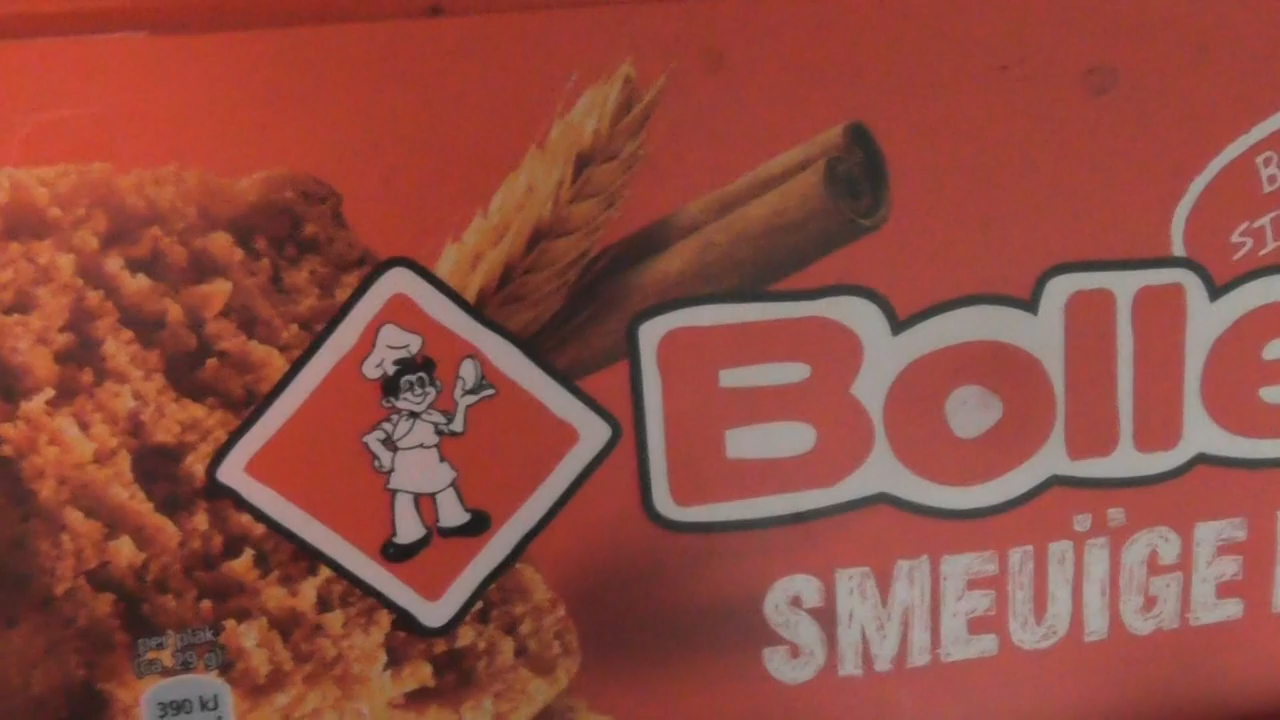 B
SI
Bolle
SMEUÏGE
per plak
(ca. 29 g)
390 kJ